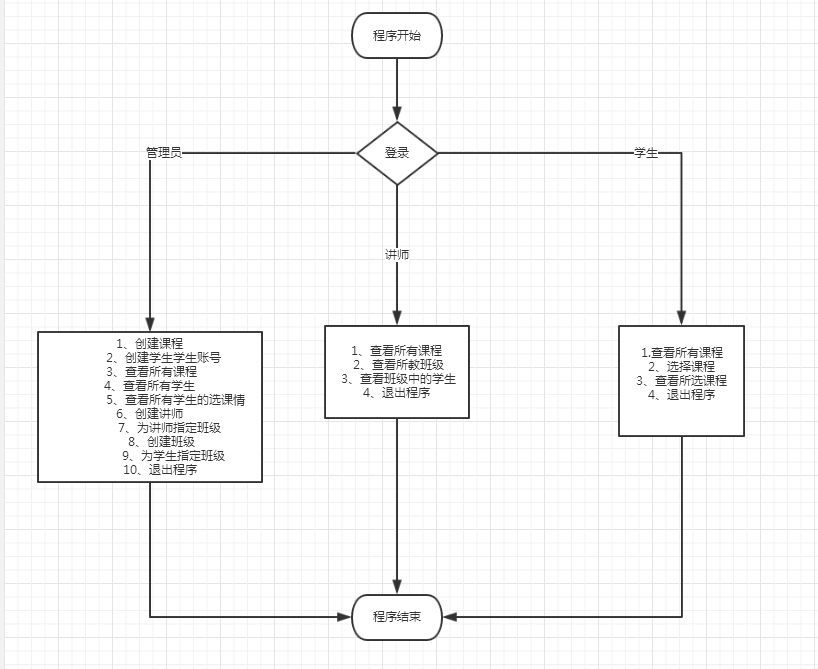 程序开始
登录
管理员
学生
讲师
1、创建课程
2、创建学生学生账号
3、查看所有课程
4、查看所有学生
5、查看所有学生的选课情
6、创建讲师
7、为讲师指定班级
8、创建班级
9、为学生指定班级
10、退出程序
1、查看所有课程
2、查看所教班级
3、查看班级中的学生
4、退出程序
1.查看所有课程
2、选择课程
3、查看所选课程
4、退出程序
程序结束